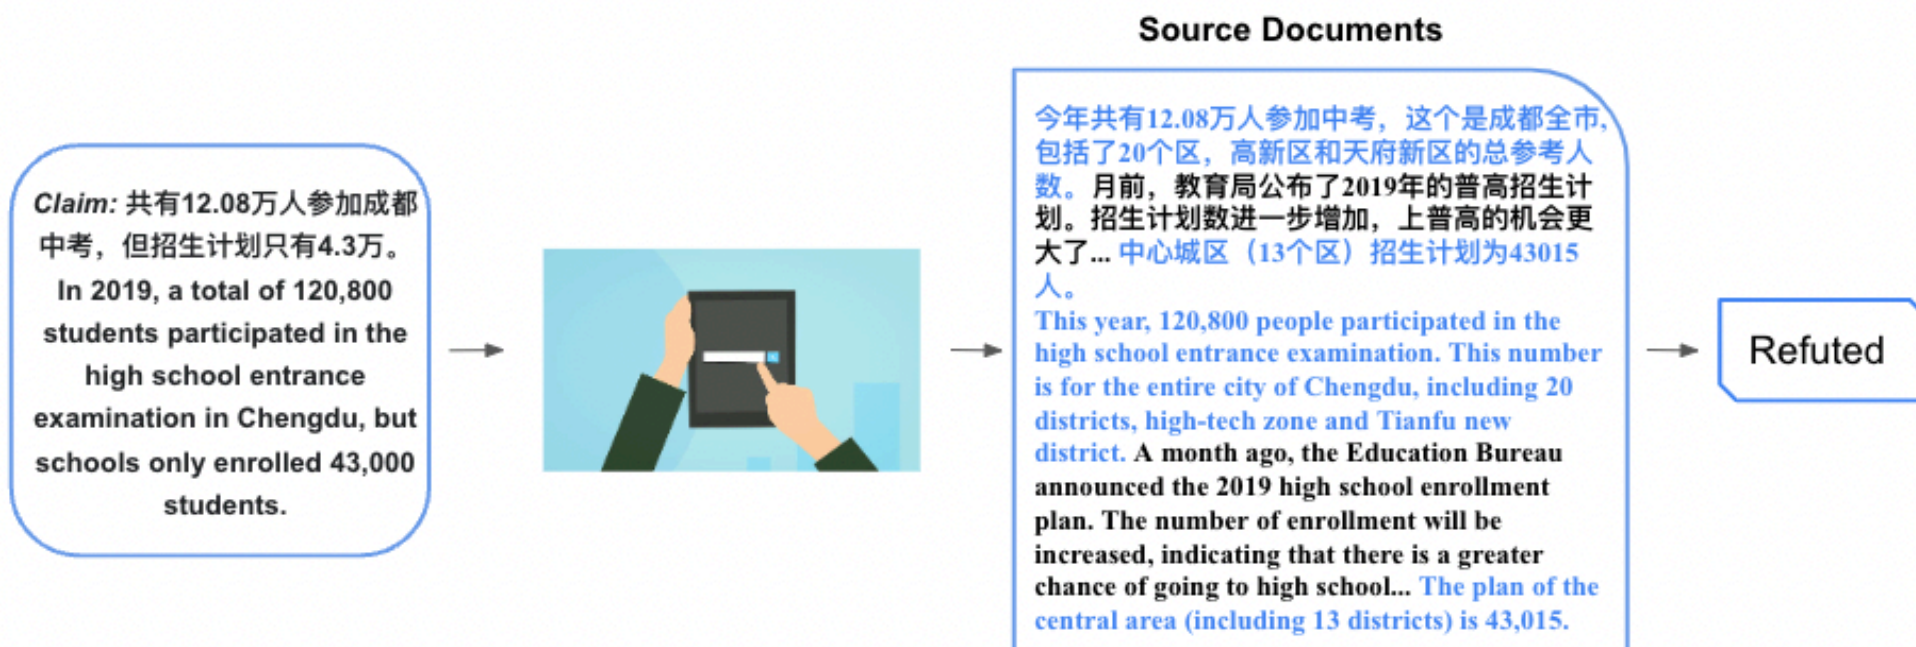 Source Documents
Claim: 共有12.08万人参加成都
中考，但招生计划只有4.3万。
In 2019, a total of 120,800
students participated in the
high school entrance
examination in Chengdu, but
schools only enrolled 43,000
students.
今年共有12.08万人参加中考，这个是成都全市,
包括了20个区，高新区和天府新区的总参考人
数。月前，教育局公布了2019年的普高招生计
划。招生计划数进一步增加，上普高的机会更
大了... 中心城区（13个区）招生计划为43015
人。
This year, 120,800 people participated in the
high school entrance examination. This number
is for the entire city of Chengdu, including 20
districts, high-tech zone and Tianfu new
district. A month ago, the Education Bureau
announced the 2019 high school enrollment
plan. The number of enrollment will be
increased, indicating that there is a greater
chance of going to high school... The plan of the
central area (including 13 districts) is 43,015.
Refuted